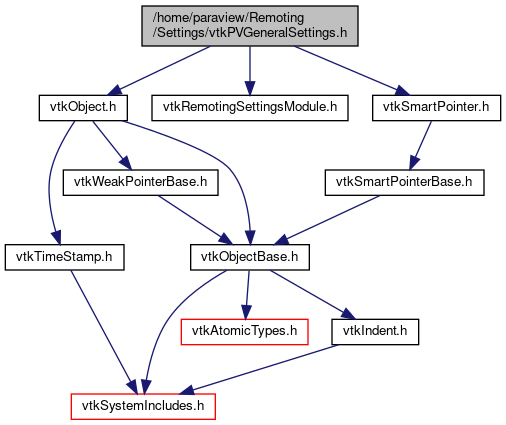 /home/paraview/Remoting
/Settings/vtkPVGeneralSettings.h
vtkObject.h
vtkRemotingSettingsModule.h
vtkSmartPointer.h
vtkWeakPointerBase.h
vtkSmartPointerBase.h
vtkTimeStamp.h
vtkObjectBase.h
vtkAtomicTypes.h
vtkIndent.h
vtkSystemIncludes.h